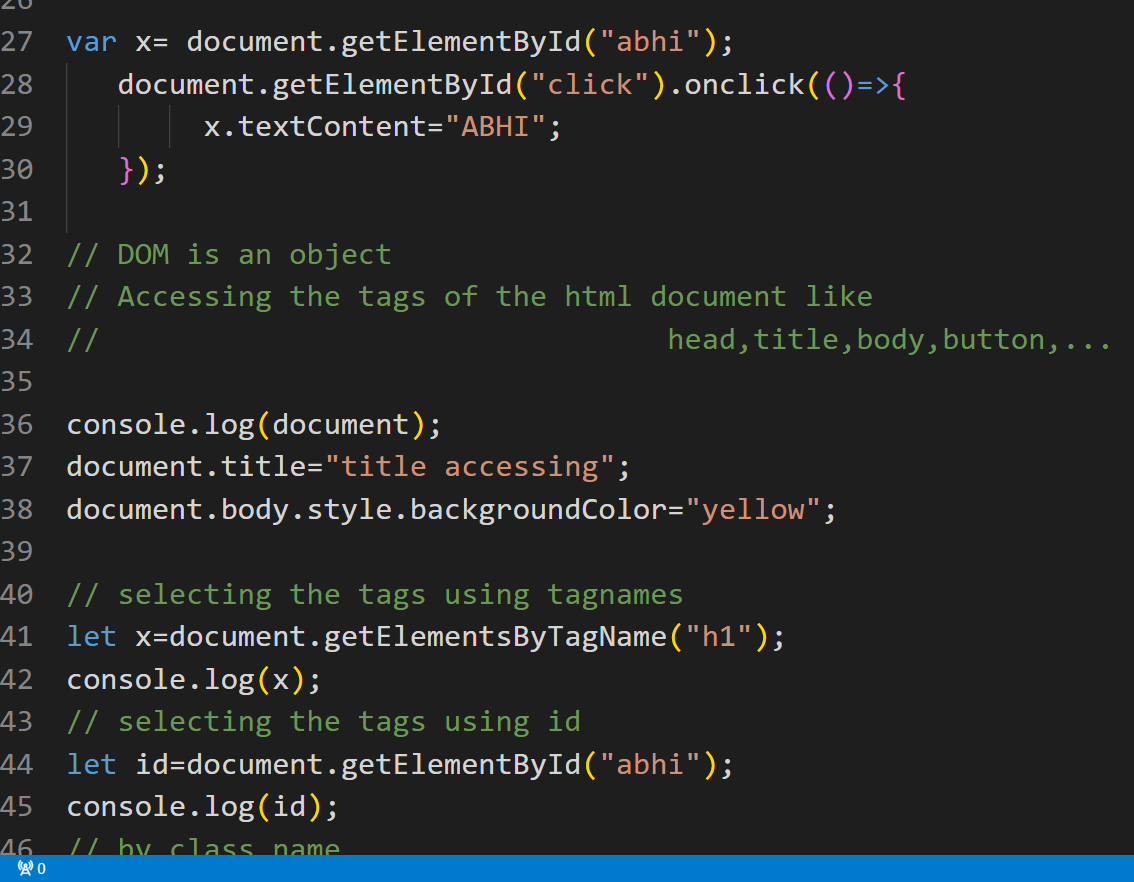 26
27 var x= document.getElementById("abhi");
28 document.getElementById("click").onclick(()=>{
29 x.textContent="ABHI";
30 });
31
32 // DOM is an object
33 // Accessing the tags of the html document like
34 // head,title,body,button,...
35
36 console.log(document);
37 document.title="title accessing";
38 document.body.style.backgroundColor="yellow";
39
40 // selecting the tags using tagnames
41 let x=document.getElementsByTagName("h1");
42 console.log(x);
43 // selecting the tags using id
44 let id=document.getElementById("abhi");
45 console.log(id);
46 // by class name
0